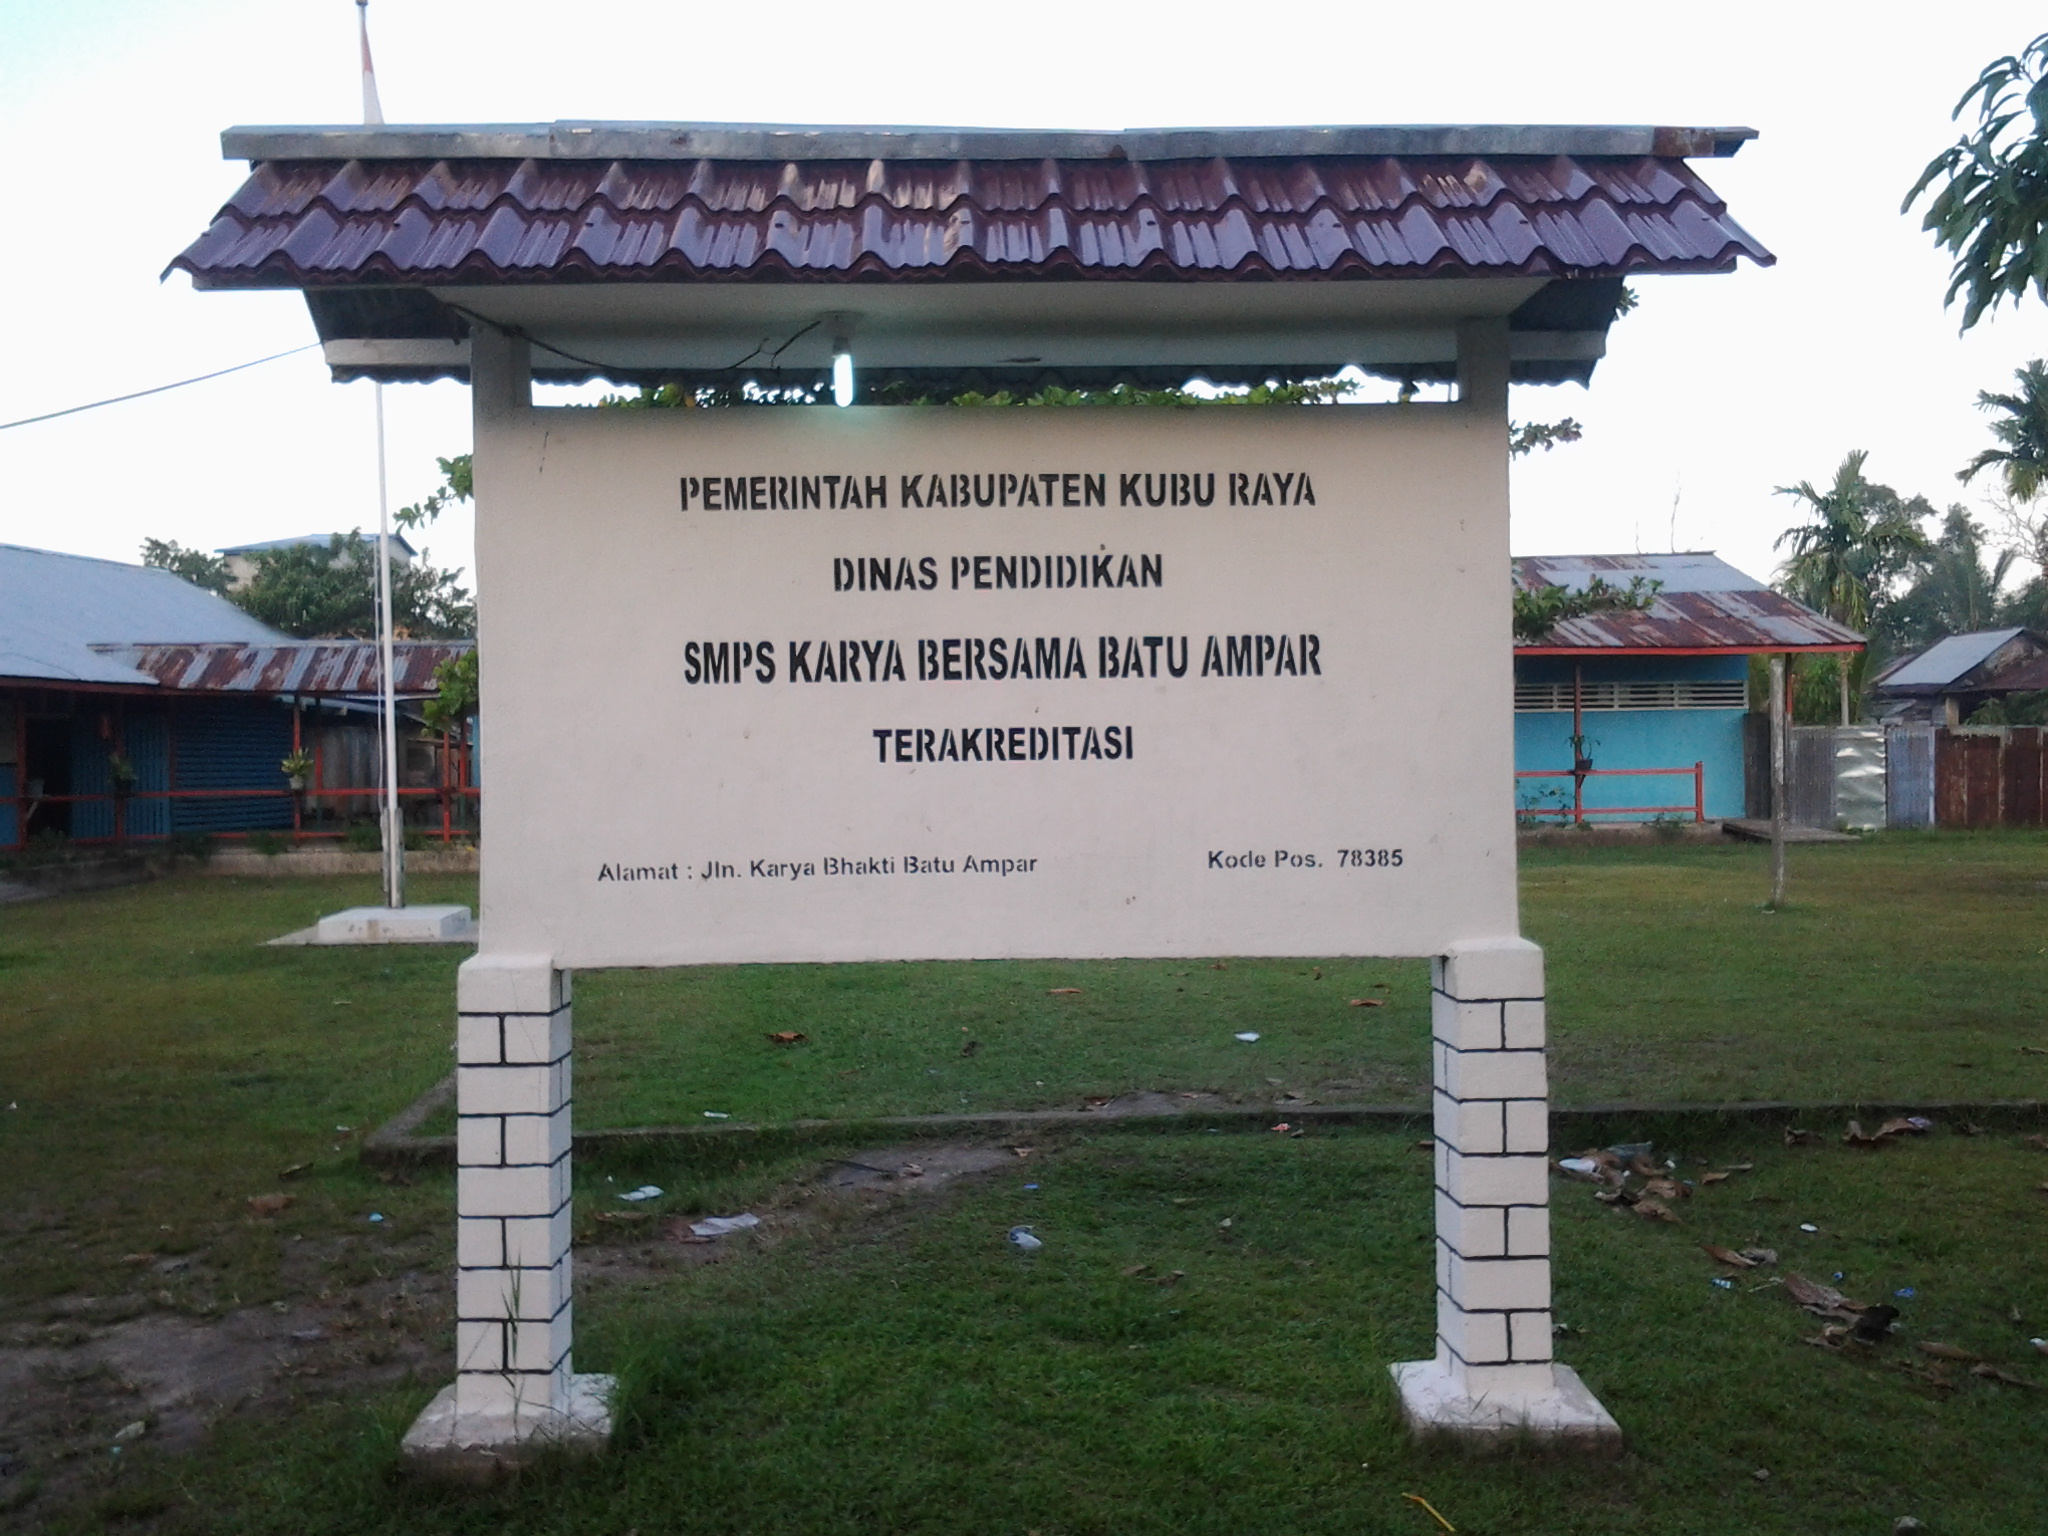 PEMERINTAH KABUPATEN KUBU RAYA
DINAS PENDIDIKAN
SMPS KARYA BERSAMA BATU AMPAR
TERAKREDITASI
Alamat : Jln. Karya Bhakti Batu Ampar Kode Pos. 78385